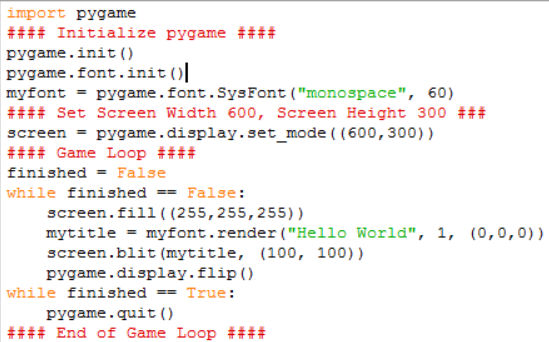 import pygame
#### Initialize pygame ####
pygame.init()
pygame.font.init()
myfont = pygame.font.SysFont("monospace", 60)
#### Set Screen Width 600, Screen Height 300 ###
screen = pygame.display.set_mode((600,300))
#### Game Loop ####
finished = False
while finished == False:
    screen.fill((255,255,255))
    mytitle = myfont.render("Hello World", 1, (0,0,0))
    screen.blit(mytitle, (100, 100))
    pygame.display.flip()
while finished == True:
    pygame.quit()
#### End of Game Loop ####